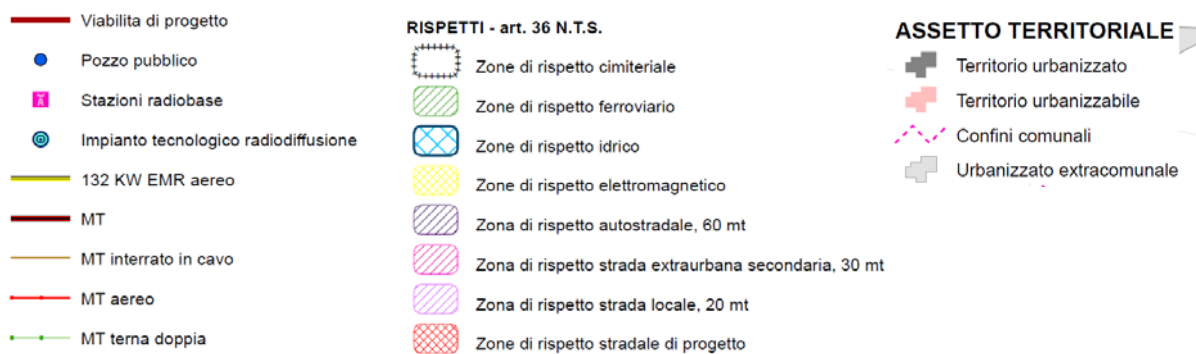 Viabilita di progetto
Pozzo pubblico
Stazioni radiobase
Impianto tecnologico radiodiffusione
132 KW EMR aereo
MT
MT interrato in cavo
MT aereo
MT terna doppia
RISPETTI - art. 36 N.T.S.
Zone di rispetto cimiteriale
Zone di rispetto ferroviario
Zone di rispetto idrico
Zone di rispetto elettromagnetico
Zona di rispetto autostradale, 60 mt
Zona di rispetto strada extraurbana secondaria, 30 mt
Zona di rispetto strada locale, 20 mt
Zone di rispetto stradale di progetto
ASSETTO TERRITORIALE
Territorio urbanizzato
Territorio urbanizzabile
Confini comunali
Urbanizzato extracomunale